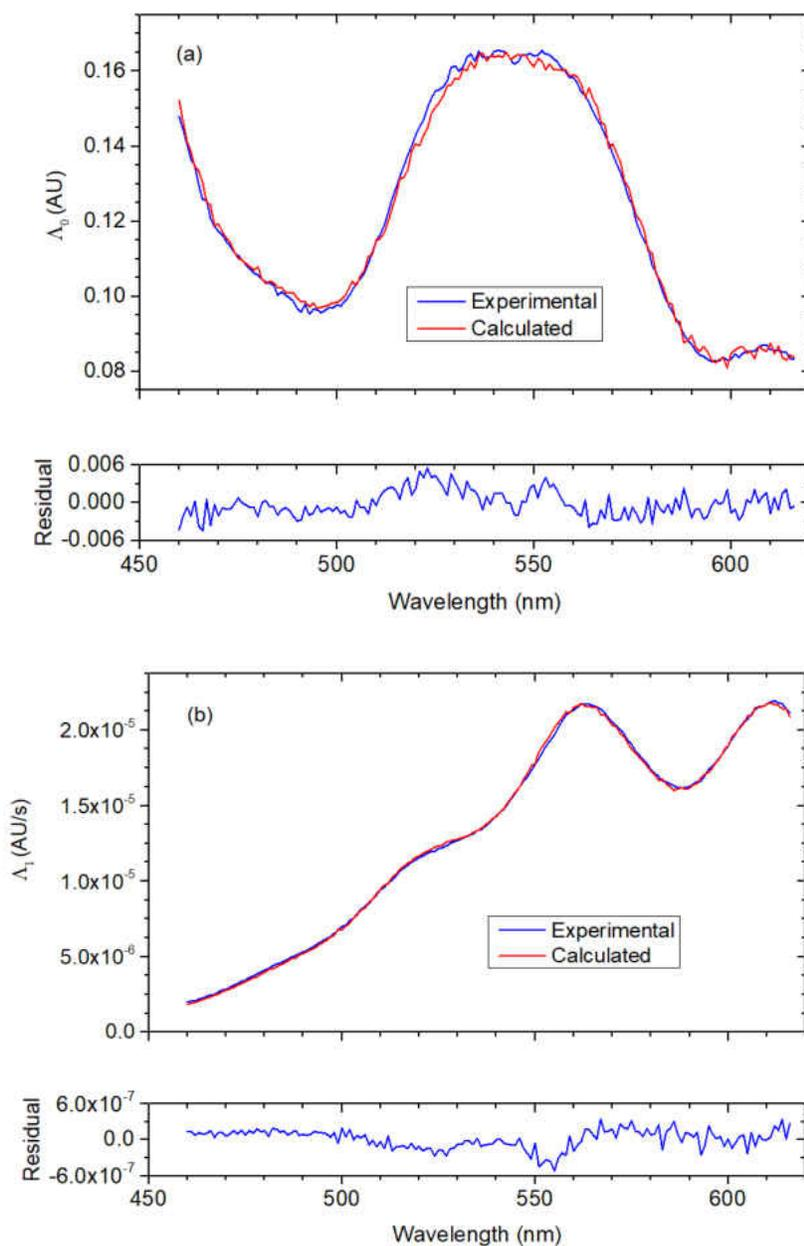 (a)
0.16
0.14
0.12
0.10
0.08
Λ₀ (AU)
Experimental
Calculated
0.006
0.000
-0.006
Residual
450 500 550 600
Wavelength (nm)
(b)
2.0x10⁻⁵
1.5x10⁻⁵
1.0x10⁻⁵
5.0x10⁻⁶
0.0
Λ₁ (AU/s)
Experimental
Calculated
6.0x10⁻⁷
0.0
-6.0x10⁻⁷
Residual
450 500 550 600
Wavelength (nm)